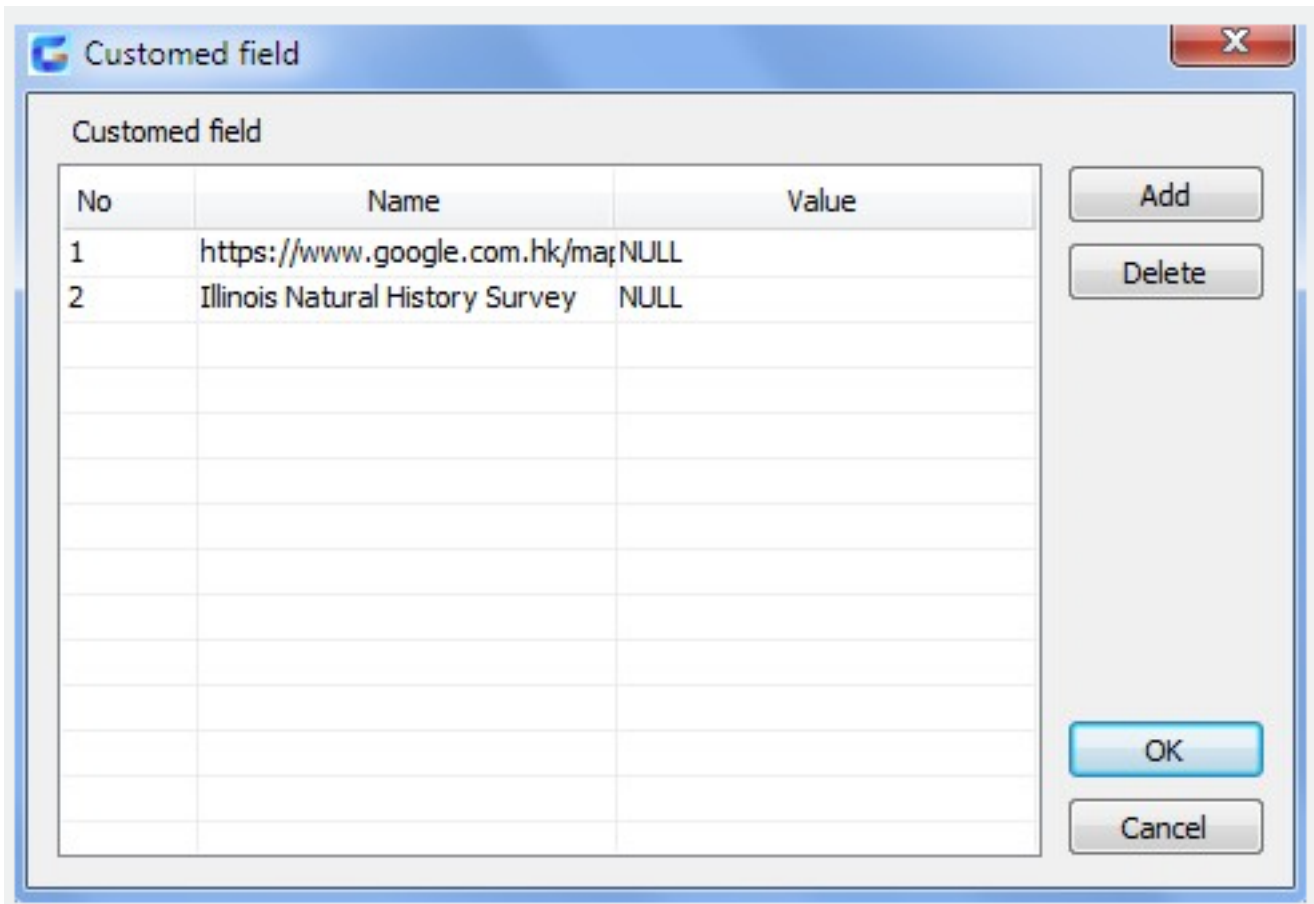 Customed field
Customed field
No Name Value Add
1 https://www.google.com.hk/map NULL
Delete
2 Illinois Natural History Survey NULL
OK
Cancel